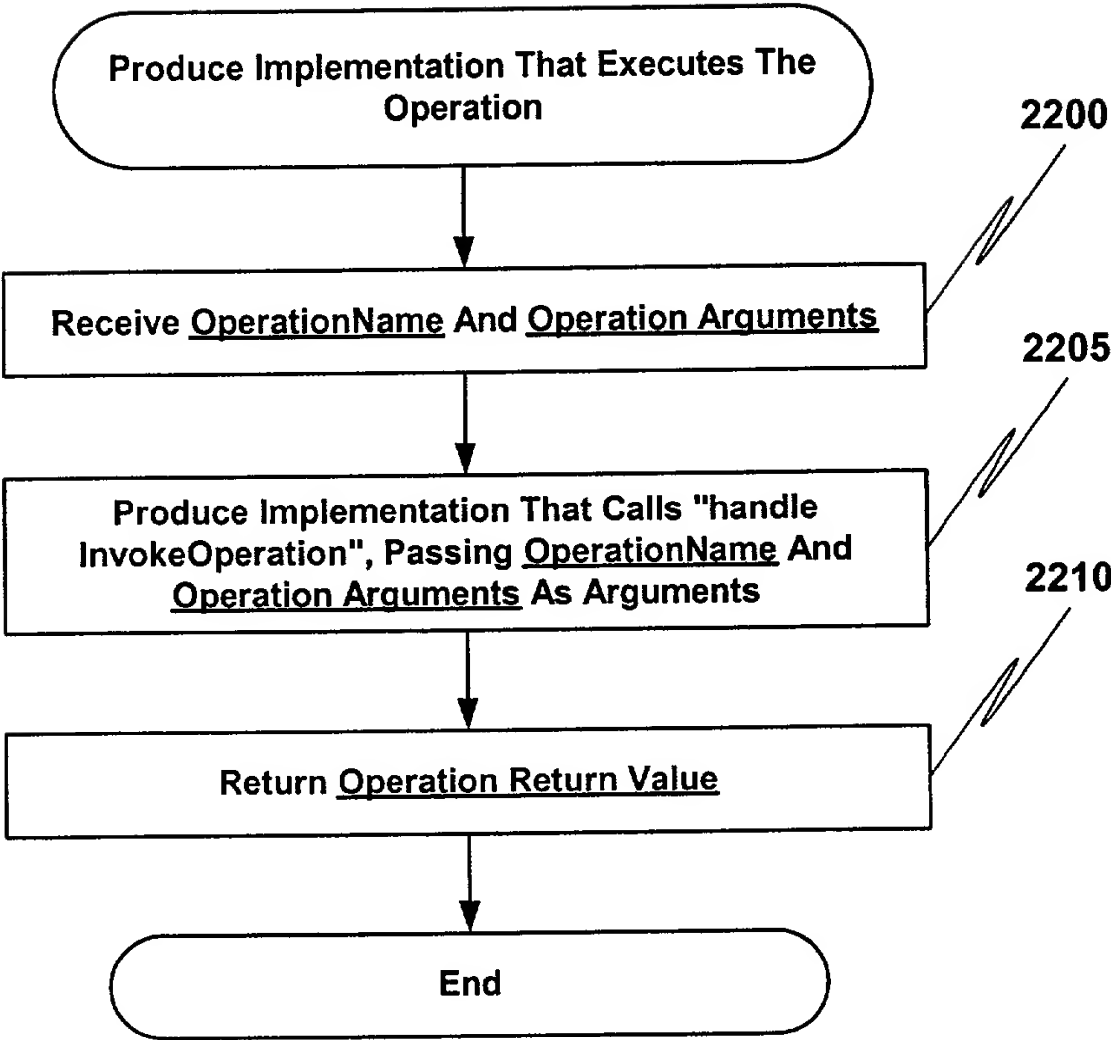 Produce Implementation That Executes The
Operation
2200
Receive OperationName And Operation Arguments
2205
Produce Implementation That Calls "handle
InvokeOperation", Passing OperationName And
Operation Arguments As Arguments
2210
Return Operation Return Value
End